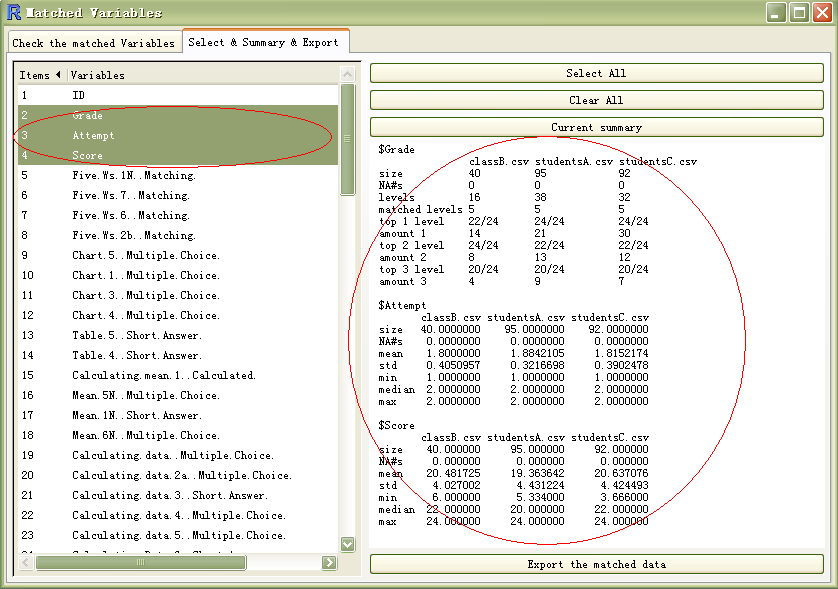 Matched Variables
Check the matched Variables
Select & Summary & Export
Items Variables
1 ID
2 Grade
3 Attempt
4 Score
5 Five.Ws.1N..Matching.
6 Five.Ws.7..Matching.
7 Five.Ws.6..Matching.
8 Five.Ws.2b..Matching.
9 Chart.5..Multiple.Choice.
10 Chart.1..Multiple.Choice.
11 Chart.3..Multiple.Choice.
12 Chart.4..Multiple.Choice.
13 Table.5..Short.Answer.
14 Table.4..Short.Answer.
15 Calculating.mean.1..Calculated.
16 Mean.5N..Multiple.Choice.
17 Mean.1N..Short.Answer.
18 Mean.6N..Multiple.Choice.
19 Calculating.data..Multiple.Choice.
20 Calculating.data.2a..Multiple.Choice.
21 Calculating.data.3..Short.Answer.
22 Calculating.data.4..Multiple.Choice.
23 Calculating.data.5..Multiple.Choice.
Select All
Clear All
Current summary
$Grade
classB.csv studentsA.csv studentsC.csv
size 40 95 92
NA#s 0 0 0
levels 16 38 32
matched levels 5 5 5
top 1 level 22/24 24/24 24/24
amount 1 14 21 30
top 2 level 24/24 22/24 22/24
amount 2 8 13 12
top 3 level 20/24 20/24 20/24
amount 3 4 9 7
$Attempt
classB.csv studentsA.csv studentsC.csv
size 40.0000000 95.0000000 92.0000000
NA#s 0.0000000 0.0000000 0.0000000
mean 1.8000000 1.8842105 1.8152174
std 0.4050957 0.3216698 0.3902478
min 1.0000000 1.0000000 1.0000000
median 2.0000000 2.0000000 2.0000000
max 2.0000000 2.0000000 2.0000000
$Score
classB.csv studentsA.csv studentsC.csv
size 40.000000 95.000000 92.000000
NA#s 0.000000 0.000000 0.000000
mean 20.481725 19.363642 20.637076
std 4.027002 4.431224 4.424493
min 6.000000 5.334000 3.666000
median 22.000000 20.000000 22.000000
max 24.000000 24.000000 24.000000
Export the matched data